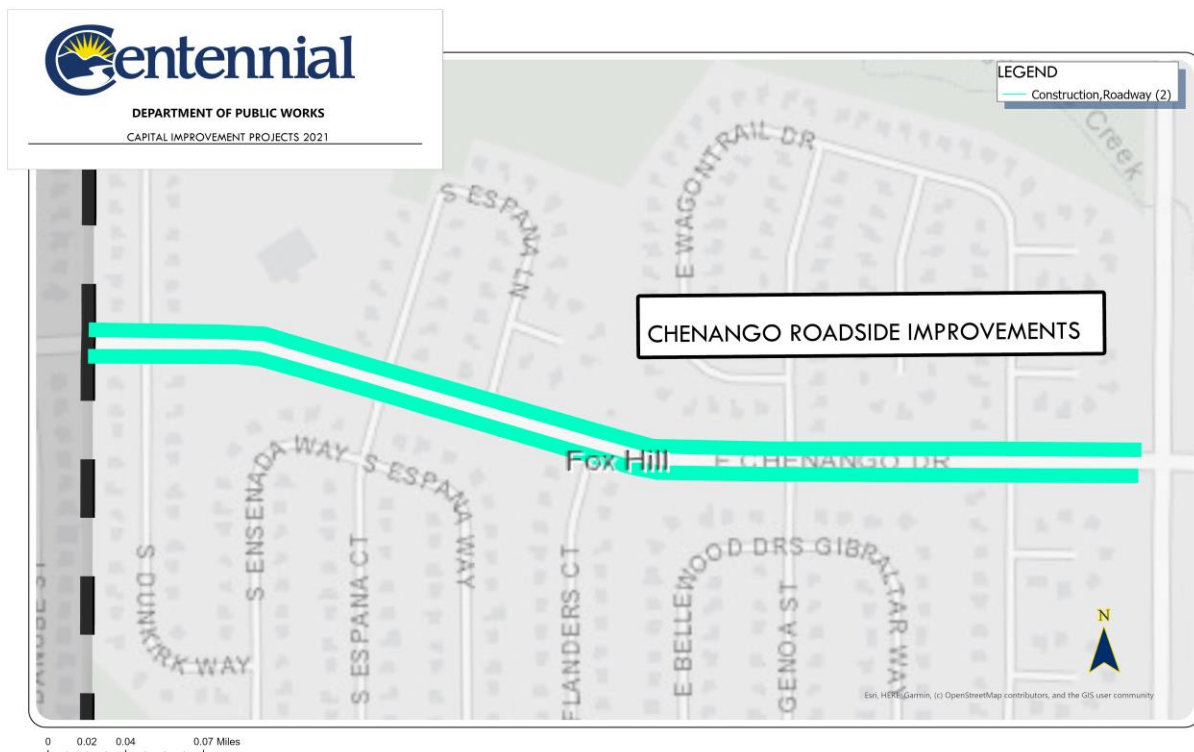 Centennial
DEPARTMENT OF PUBLIC WORKS
CAPITAL IMPROVEMENT PROJECTS 2021
LEGEND
Construction,Roadway (2)
Creek
E WAGONTRAIL DR
S ESPANA LN
CHENANGO ROADSIDE IMPROVEMENTS
Fox Hill
E CHENANGO DR
S ENSENADA WAY
S ESPANA WAY
S DUNKIRK WAY
S ESPANA CT
FLANDERS CT
E BELLEWOOD DR
S GIBRALTAR WAY
GENOA ST
N
Esri, HERE, Garmin, (c) OpenStreetMap contributors, and the GIS user community
0 0.02 0.04 0.07 Miles